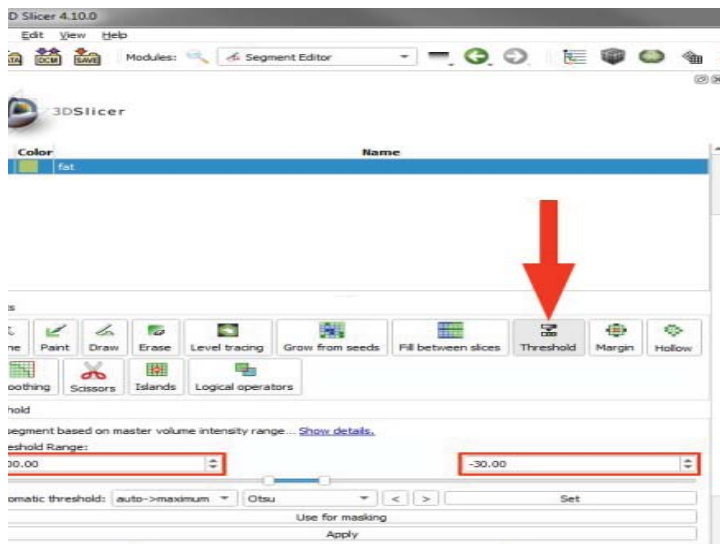 D Slicer 4.10.0
Edit View Help
DCM SAVE Modules: Segment Editor
3DSlicer
Color Name
fat
Paint Draw Erase Level tracing Grow from seeds Fill between slices Threshold Margin Hollow
oothing Scissors Islands Logical operators
hold
segment based on master volume intensity range... Show details.
eshold Range:
00.00 -30.00
omatic threshold: auto->maximum Otsu < > Set
Use for masking
Apply